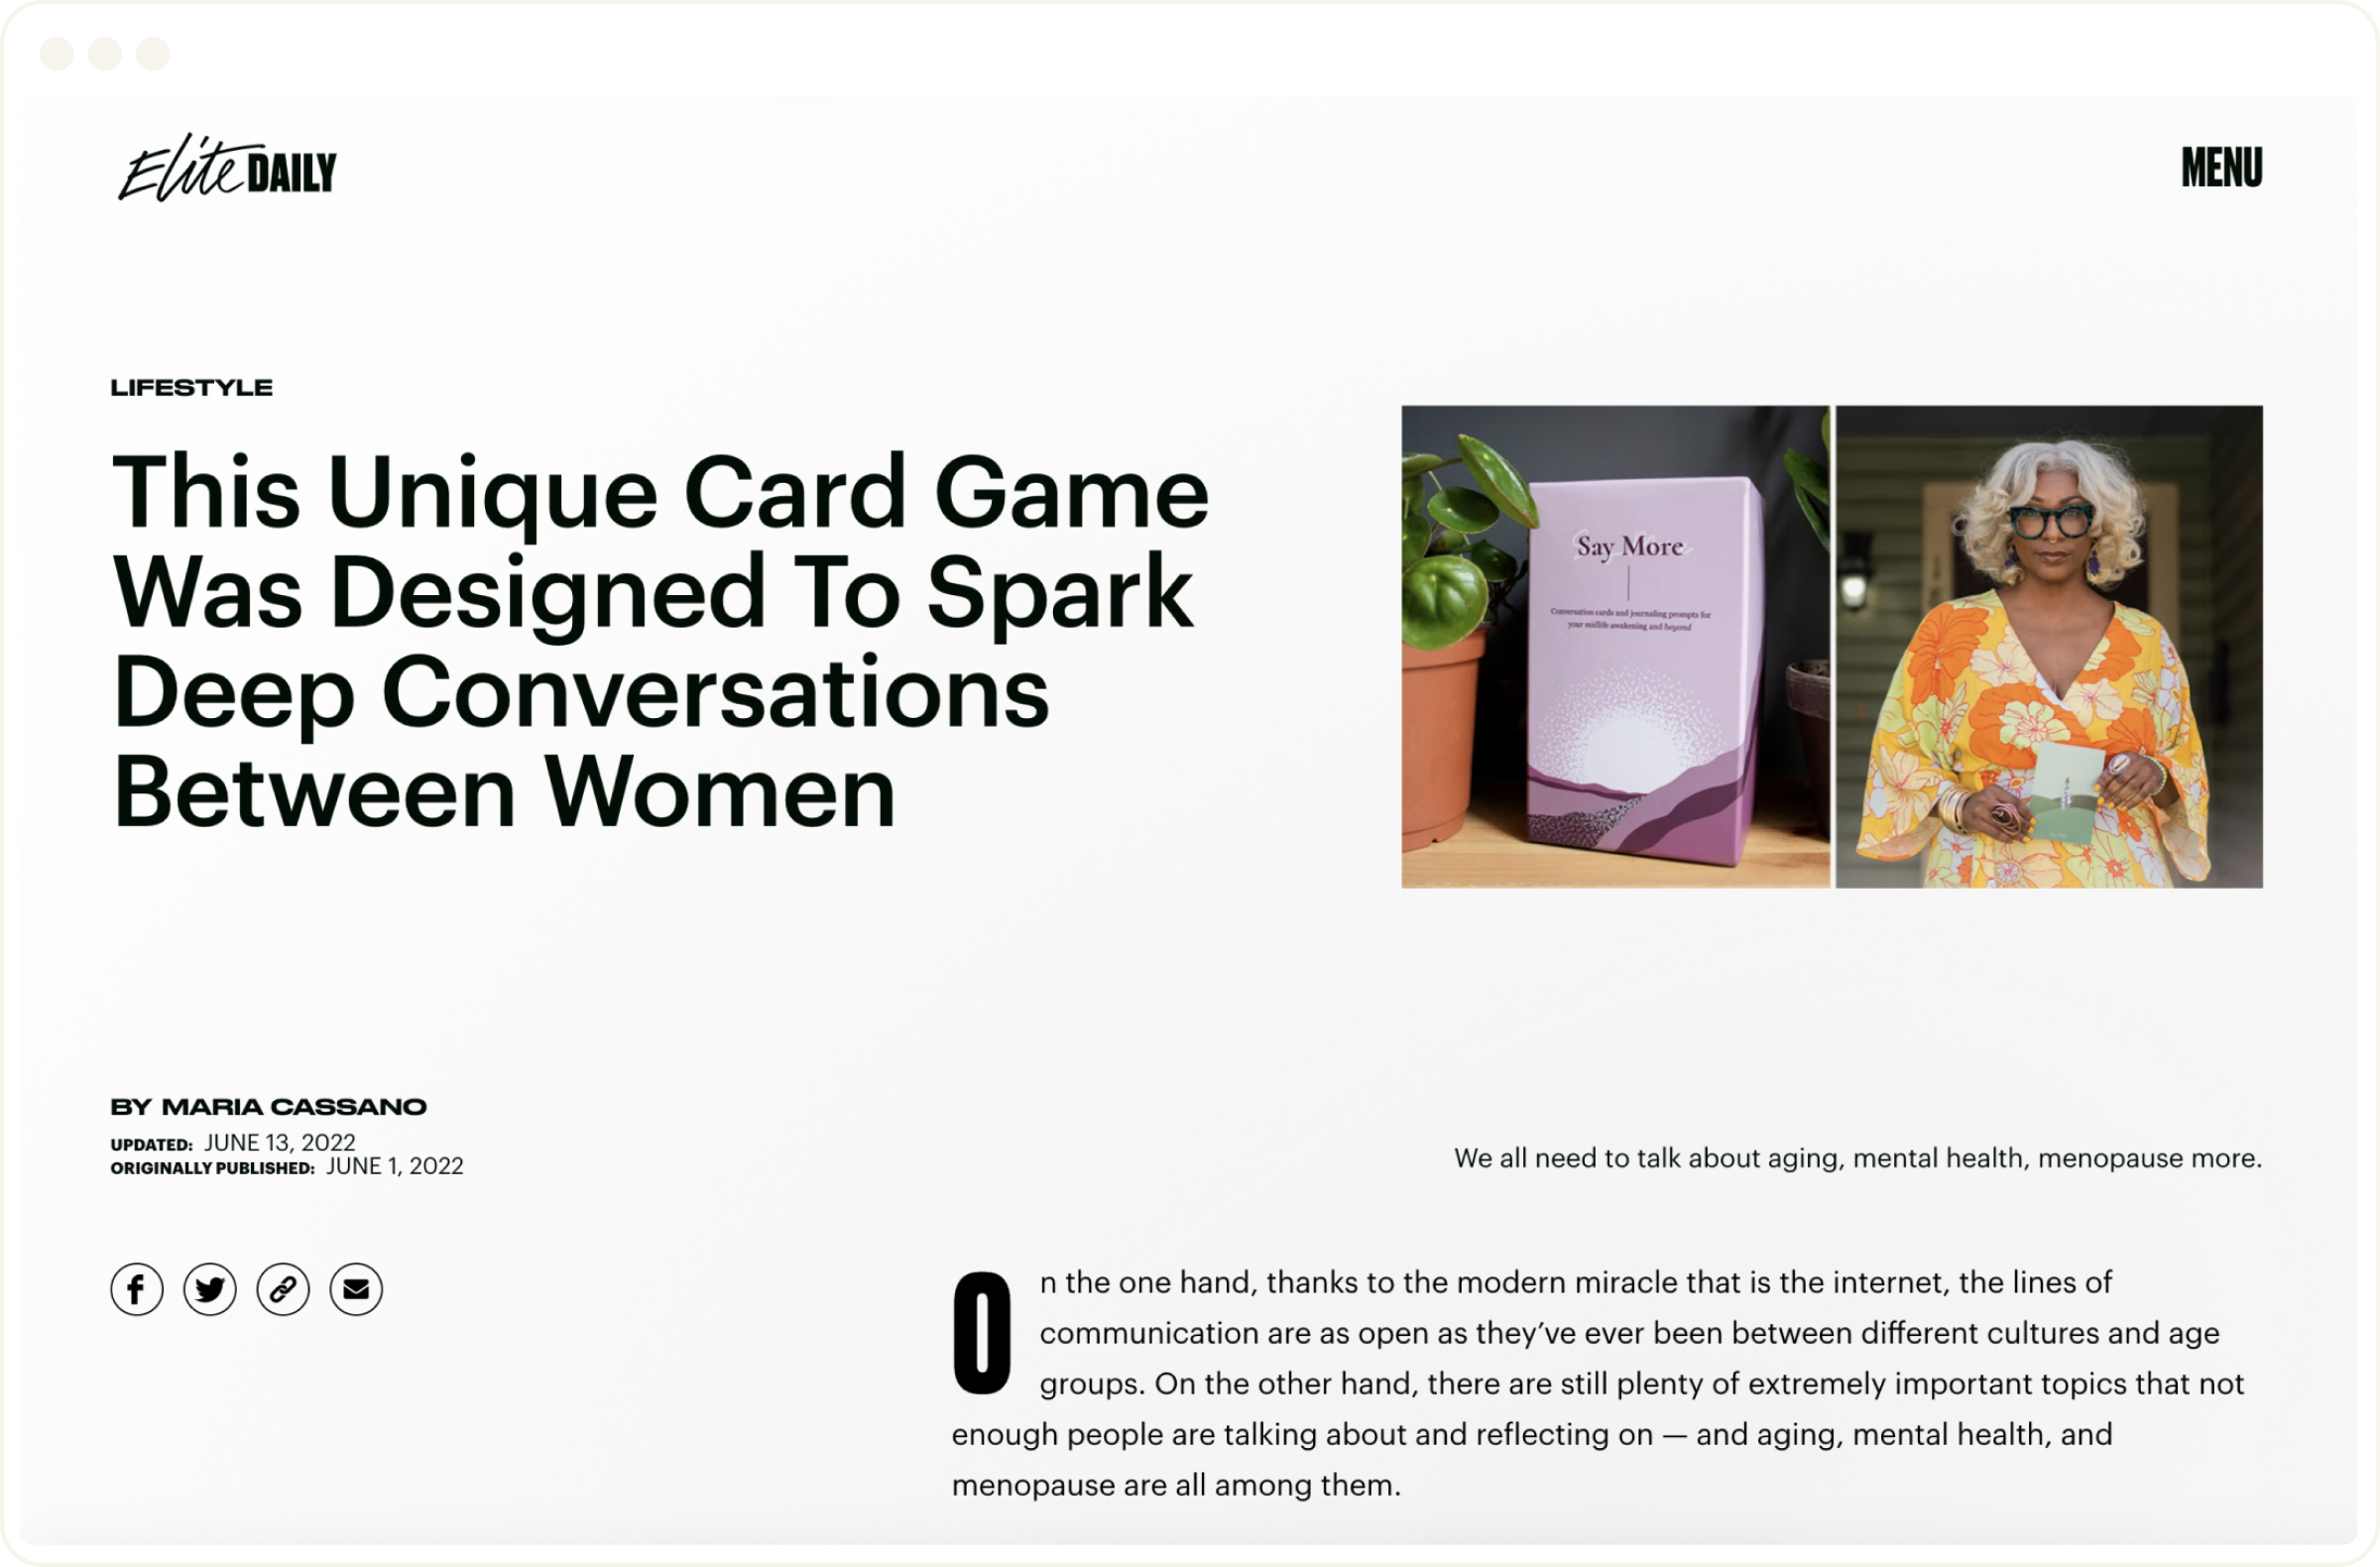 Elite DAILY
MENU
LIFESTYLE
This Unique Card Game
Was Designed To Spark
Deep Conversations
Between Women
Say More
Conversation cards and journaling prompts for
your midlife awakening and beyond
BY MARIA CASSANO
UPDATED: JUNE 13, 2022
ORIGINALLY PUBLISHED: JUNE 1, 2022
We all need to talk about aging, mental health, menopause more.
On the one hand, thanks to the modern miracle that is the internet, the lines of
communication are as open as they’ve ever been between different cultures and age
groups. On the other hand, there are still plenty of extremely important topics that not
enough people are talking about and reflecting on — and aging, mental health, and
menopause are all among them.